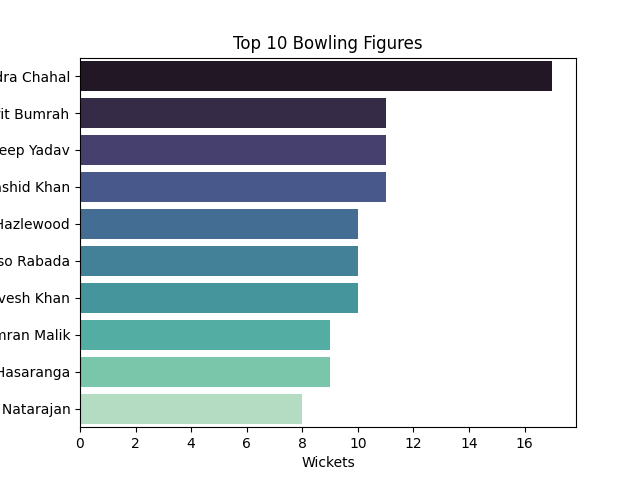 Top 10 Bowling Figures
dra Chahal
it Bumrah
eep Yadav
shid Khan
Hazlewood
so Rabada
vesh Khan
mran Malik
Hasaranga
Natarajan
0 2 4 6 8 10 12 14 16
Wickets